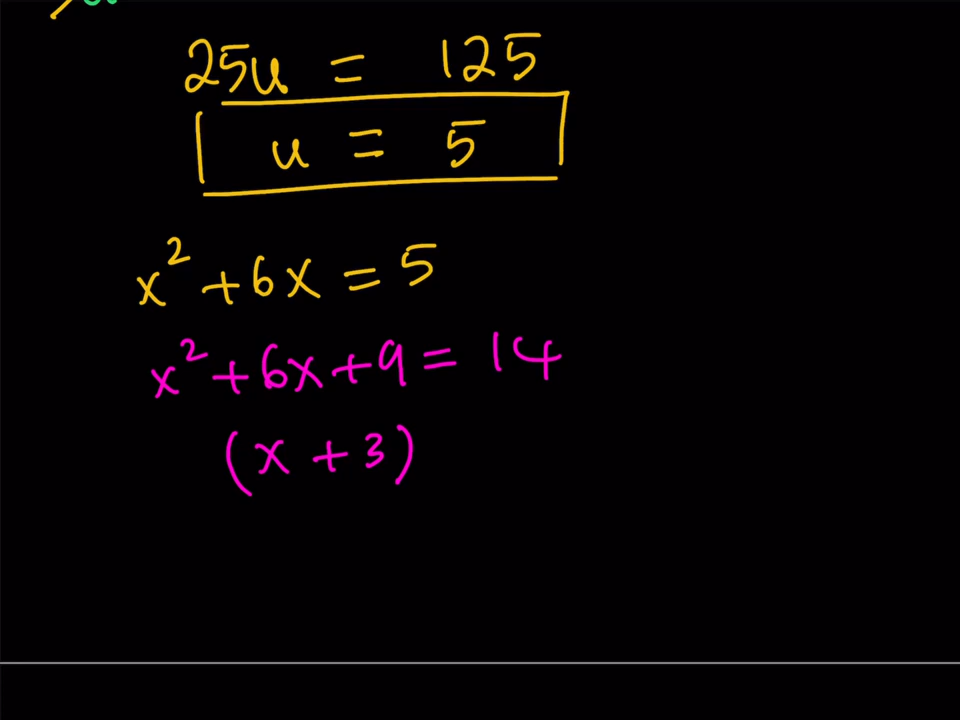 25u = 125
u = 5
x² + 6x = 5
x² + 6x + 9 = 14
(x + 3)